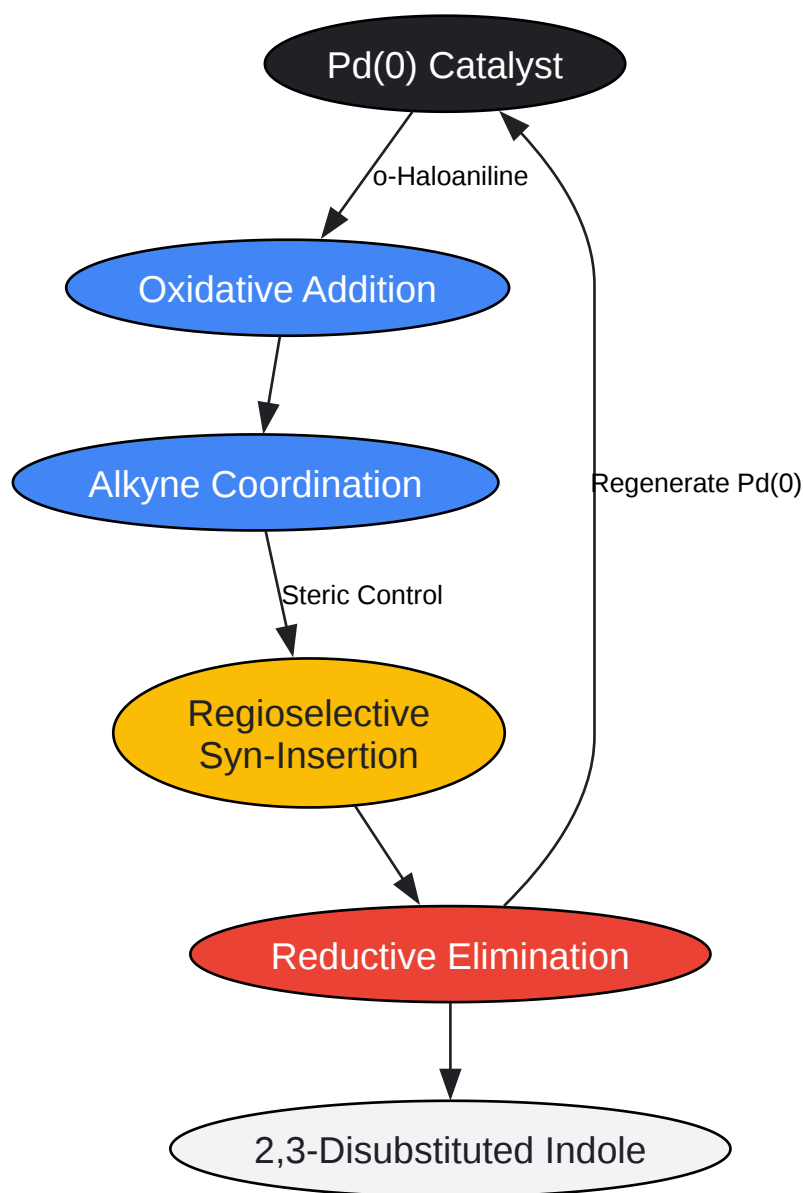 Pd(0) Catalyst
o-Haloaniline
Oxidative Addition
Alkyne Coordination
Regenerate Pd(0)
Steric Control
Regioselective
Syn-Insertion
Reductive Elimination
2,3-Disubstituted Indole